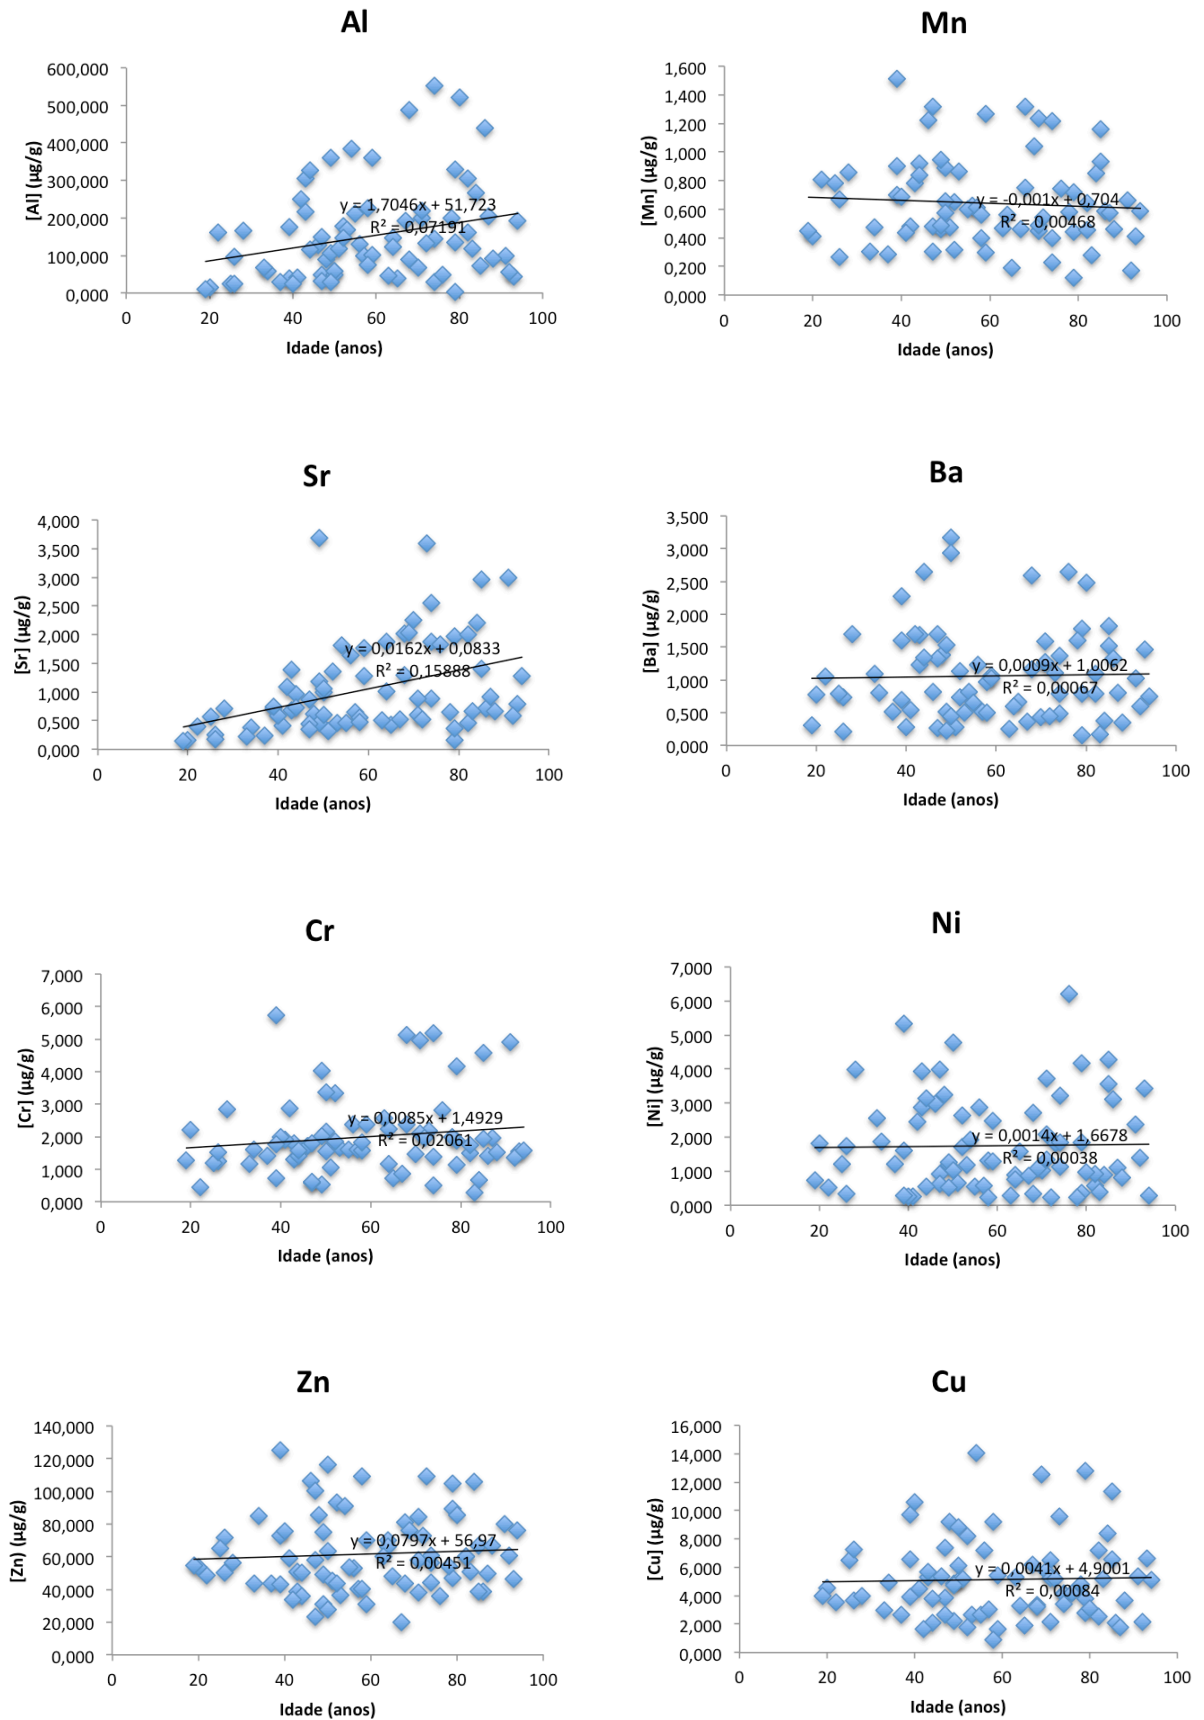 Al
600,000
500,000
400,000
300,000
200,000
100,000
0,000
[Al] (µg/g)
y = 1,7046x + 51,723
R² = 0,07191
0 20 40 60 80 100
Idade (anos)
Mn
1,600
1,400
1,200
1,000
0,800
0,600
0,400
0,200
0,000
[Mn] (µg/g)
y = -0,001x + 0,704
R² = 0,00468
0 20 40 60 80 100
Idade (anos)
Sr
4,000
3,500
3,000
2,500
2,000
1,500
1,000
0,500
0,000
[Sr] (µg/g)
y = 0,0162x + 0,0833
R² = 0,15888
0 20 40 60 80 100
Idade (anos)
Ba
3,500
3,000
2,500
2,000
1,500
1,000
0,500
0,000
[Ba] (µg/g)
y = 0,0009x + 1,0062
R² = 0,00067
0 20 40 60 80 100
Idade (anos)
Cr
7,000
6,000
5,000
4,000
3,000
2,000
1,000
0,000
[Cr] (µg/g)
y = 0,0085x + 1,4929
R² = 0,02061
0 20 40 60 80 100
Idade (anos)
Ni
7,000
6,000
5,000
4,000
3,000
2,000
1,000
0,000
[Ni] (µg/g)
y = 0,0014x + 1,6678
R² = 0,00038
0 20 40 60 80 100
Idade (anos)
Zn
140,000
120,000
100,000
80,000
60,000
40,000
20,000
0,000
[Zn) (µg/g)
y = 0,0797x + 56,97
R² = 0,00451
0 20 40 60 80 100
Idade (anos)
Cu
16,000
14,000
12,000
10,000
8,000
6,000
4,000
2,000
0,000
[Cu] (µg/g)
y = 0,0041x + 4,9001
R² = 0,00084
0 20 40 60 80 100
Idade (anos)